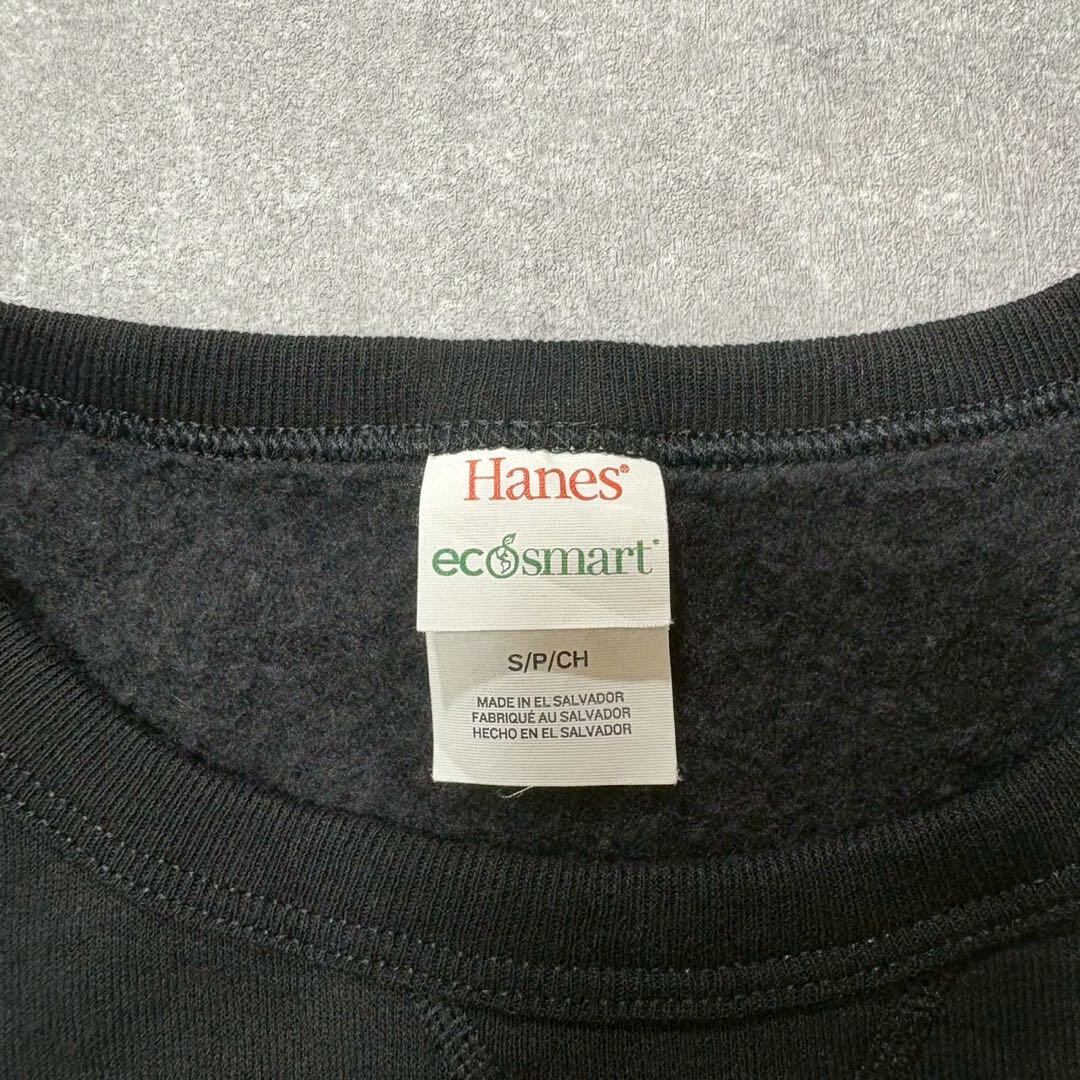 Hanes®
ecosmart®
S/P/CH
MADE IN EL SALVADOR
FABRIQUÉ AU SALVADOR
HECHO EN EL SALVADOR